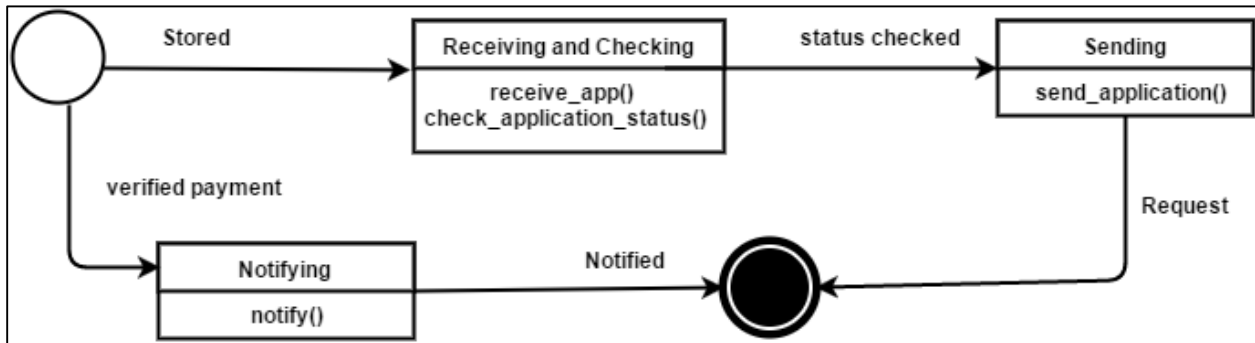 Stored
Receiving and Checking
status checked
Sending
receive_app()
check_application_status()
send_application()
verified payment
Request
Notifying
Notified
notify()